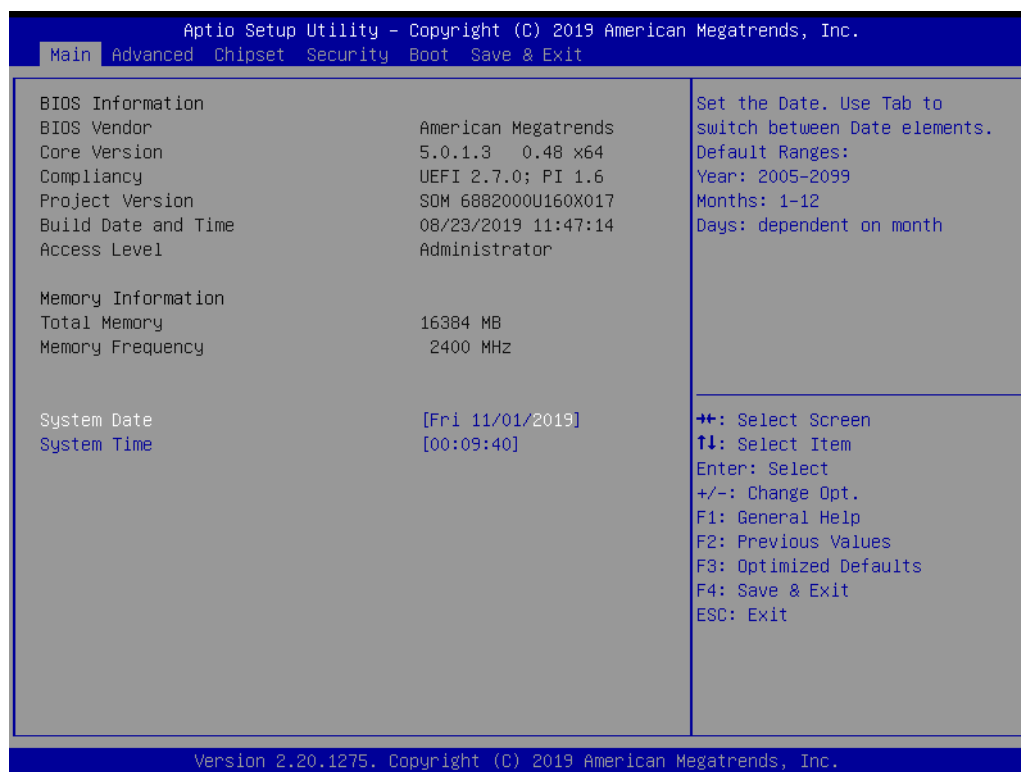 Aptio Setup Utility – Copyright (C) 2019 American Megatrends, Inc.
Main Advanced Chipset Security Boot Save & Exit
BIOS Information
BIOS Vendor American Megatrends
Core Version 5.0.1.3 0.48 x64
Compliancy UEFI 2.7.0; PI 1.6
Project Version SOM 6882000U160X017
Build Date and Time 08/23/2019 11:47:14
Access Level Administrator
Memory Information
Total Memory 16384 MB
Memory Frequency 2400 MHz
System Date [Fri 11/01/2019]
System Time [00:09:40]
Set the Date. Use Tab to
switch between Date elements.
Default Ranges:
Year: 2005-2099
Months: 1-12
Days: dependent on month
→←: Select Screen
↑↓: Select Item
Enter: Select
+/-: Change Opt.
F1: General Help
F2: Previous Values
F3: Optimized Defaults
F4: Save & Exit
ESC: Exit
Version 2.20.1275. Copyright (C) 2019 American Megatrends, Inc.